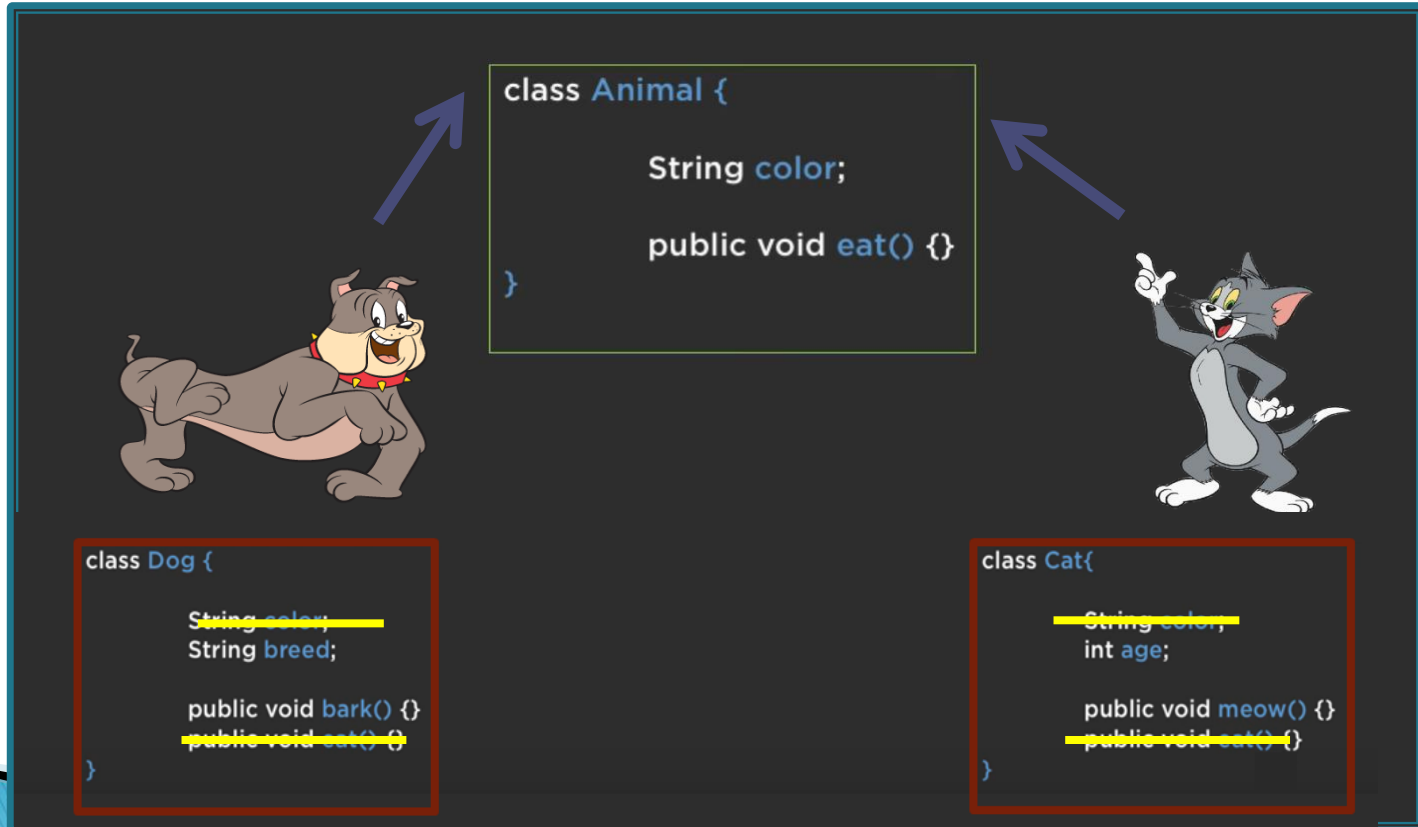 class Animal {
String color;
public void eat() {}
}
class Dog {
String color;
String breed;
public void bark() {}
public void eat() {}
}
class Cat{
String color;
int age;
public void meow() {}
public void eat() {}
}